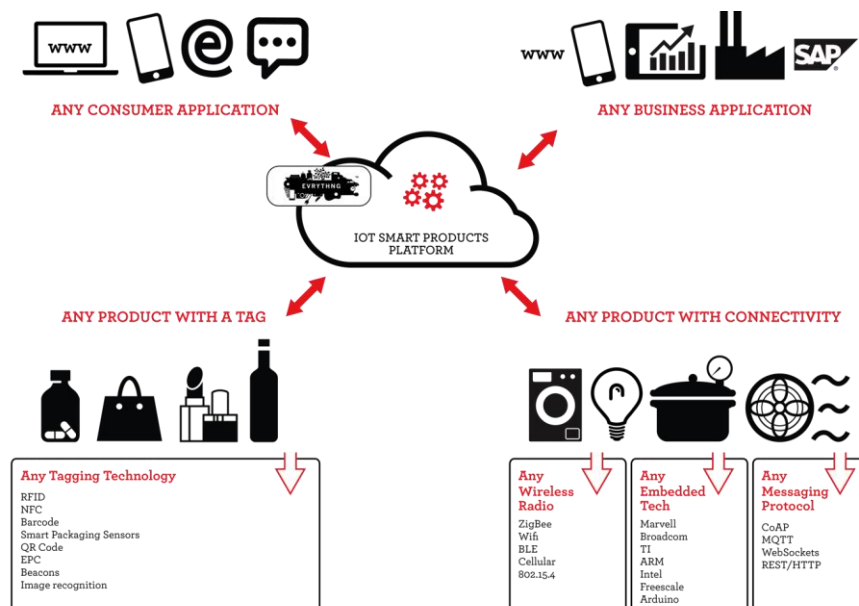 WWW
WWW
SAP
ANY CONSUMER APPLICATION
ANY BUSINESS APPLICATION
EVRYTHNG
IOT SMART PRODUCTS
PLATFORM
ANY PRODUCT WITH A TAG
ANY PRODUCT WITH CONNECTIVITY
Any Tagging Technology
RFID
NFC
Barcode
Smart Packaging Sensors
QR Code
EPC
Beacons
Image recognition
Any
Wireless
Radio
ZigBee
Wifi
BLE
Cellular
802.15.4
Any
Embedded
Tech
Marvell
Broadcom
TI
ARM
Intel
Freescale
Arduino
Any
Messaging
Protocol
CoAP
MQTT
WebSockets
REST/HTTP